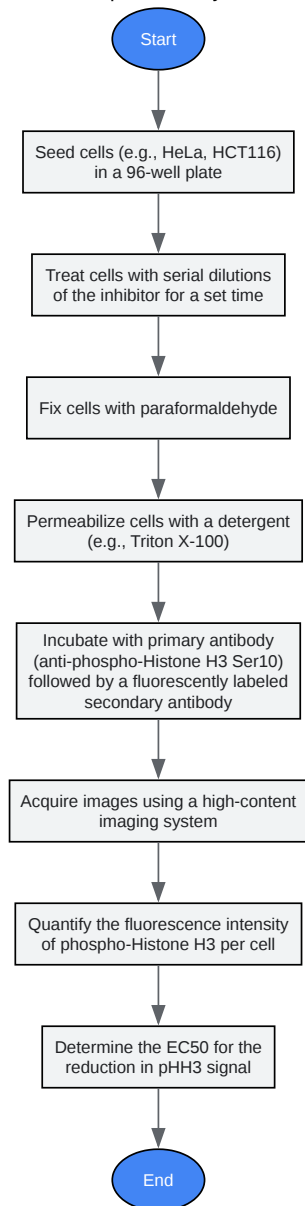 Start
Seed cells (e.g., HeLa, HCT116)
in a 96-well plate
Treat cells with serial dilutions
of the inhibitor for a set time
Fix cells with paraformaldehyde
Permeabilize cells with a detergent
(e.g., Triton X-100)
Incubate with primary antibody
(anti-phospho-Histone H3 Ser10)
followed by a fluorescently labeled
secondary antibody
Acquire images using a high-content
imaging system
Quantify the fluorescence intensity
of phospho-Histone H3 per cell
Determine the EC50 for the
reduction in pHH3 signal
End